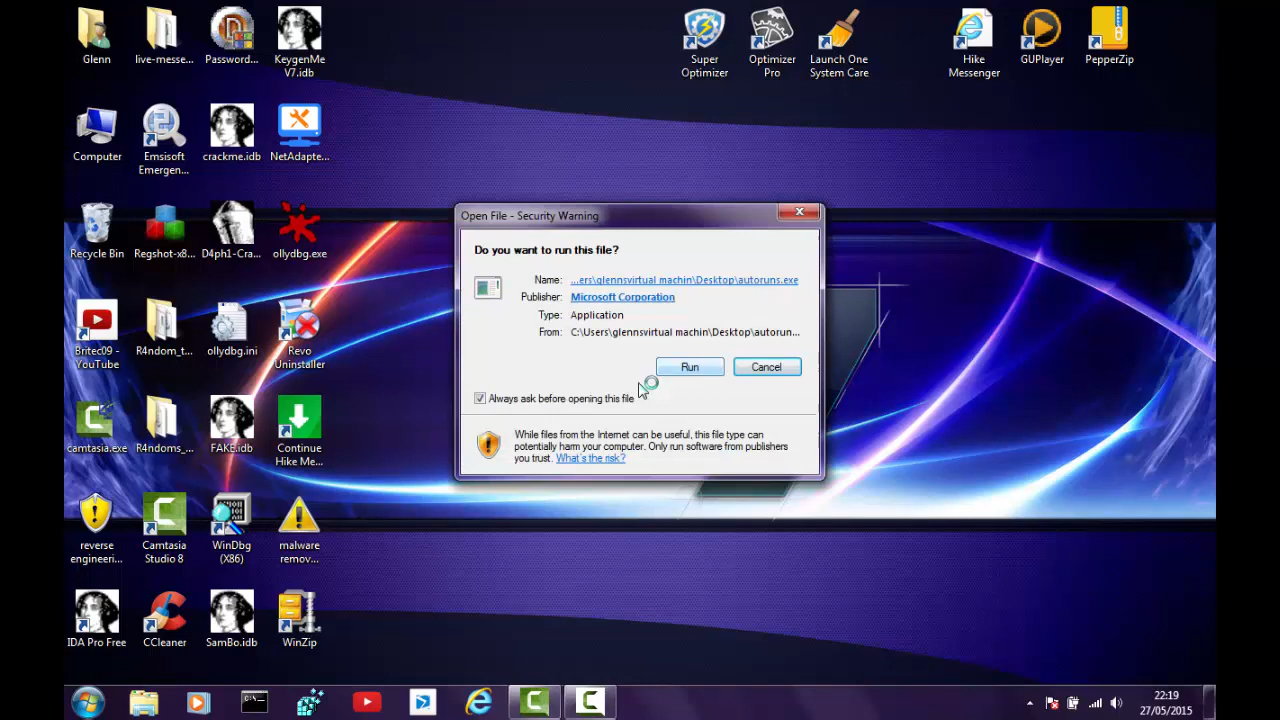 Glenn
live-messe...
Password...
KeygenMe
V7.idb
Super
Optimizer
Optimizer
Pro
Launch One
System Care
Hike
Messenger
GUPlayer
PepperZip
Computer
Emsisoft
Emergen...
crackme.idb
NetAdapte...
Recycle Bin
Regshot-x8...
D4ph1-Cra...
ollydbg.exe
Britec09 -
YouTube
R4ndom_t...
ollydbg.ini
Revo
Uninstaller
camtasia.exe
R4ndoms_...
FAKE.idb
Continue
Hike Me...
reverse
engineeri...
Camtasia
Studio 8
WinDbg
(X86)
malware
remov...
IDA Pro Free
CCleaner
SamBo.idb
WinZip
Open File - Security Warning
Do you want to run this file?
Name: ...ers\glennsvirtual machin\Desktop\autoruns.exe
Publisher: Microsoft Corporation
Type: Application
From: C:\Users\glennsvirtual machin\Desktop\autorun...
Run Cancel
Always ask before opening this file
While files from the Internet can be useful, this file type can
potentially harm your computer. Only run software from publishers
you trust. What's the risk?
22:19
27/05/2015